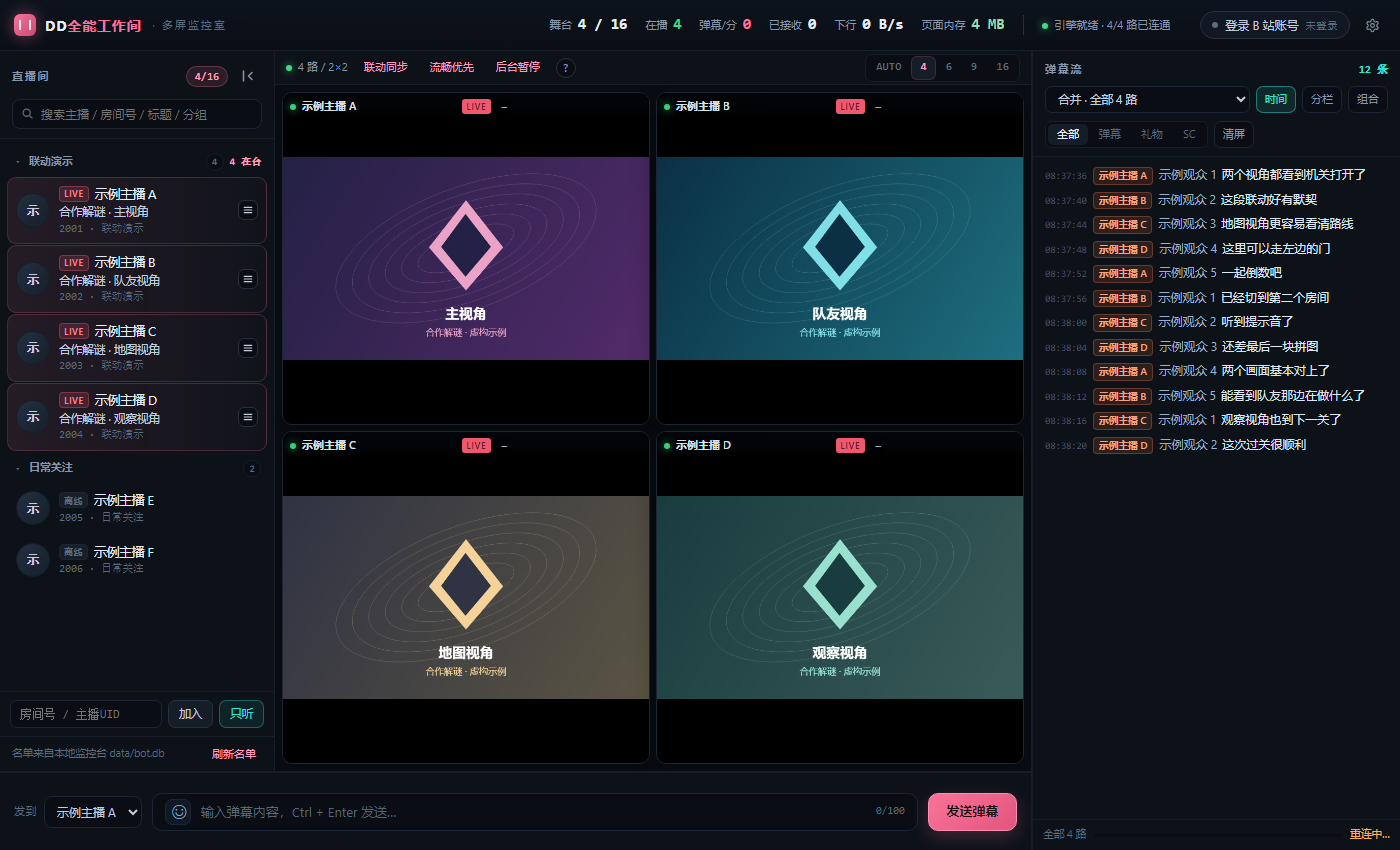 DD全能工作间 · 多屏监控室
舞台 4 / 16 在播 4 弹幕/分 0 已接收 0 下行 0 B/s 页面内存 4 MB
引擎就绪 · 4/4 路已连通
登录 B 站账号 未登录
直播间 4/16
搜索主播 / 房间号 / 标题 / 分组
联动演示 4 4 在台
示 LIVE 示例主播 A
合作解谜 · 主视角
2001 · 联动演示
示 LIVE 示例主播 B
合作解谜 · 队友视角
2002 · 联动演示
示 LIVE 示例主播 C
合作解谜 · 地图视角
2003 · 联动演示
示 LIVE 示例主播 D
合作解谜 · 观察视角
2004 · 联动演示
日常关注 2
示 离线 示例主播 E
2005 · 日常关注
示 离线 示例主播 F
2006 · 日常关注
房间号 / 主播UID 加入 只听
名单来自本地监控台 data/bot.db 刷新名单
4 路 / 2×2 联动同步 流畅优先 后台暂停 ?
AUTO 4 6 9 16
示例主播 A LIVE –
主视角
合作解谜 · 虚构示例
示例主播 B LIVE –
队友视角
合作解谜 · 虚构示例
示例主播 C LIVE –
地图视角
合作解谜 · 虚构示例
示例主播 D LIVE –
观察视角
合作解谜 · 虚构示例
发到 示例主播 A 输入弹幕内容，Ctrl + Enter 发送... 0/100 发送弹幕
弹幕流 12 条
合并 · 全部 4 路 时间 分栏 组合
全部 弹幕 礼物 SC 清屏
08:37:36 示例主播 A 示例观众 1 两个视角都看到机关打开了
08:37:40 示例主播 B 示例观众 2 这段联动好有默契
08:37:44 示例主播 C 示例观众 3 地图视角更容易看清路线
08:37:48 示例主播 D 示例观众 4 这里可以走左边的门
08:37:52 示例主播 A 示例观众 5 一起倒数吧
08:37:56 示例主播 B 示例观众 1 已经切到第二个房间
08:38:00 示例主播 C 示例观众 2 听到提示音了
08:38:04 示例主播 D 示例观众 3 还差最后一块拼图
08:38:08 示例主播 A 示例观众 4 两个画面基本对上了
08:38:12 示例主播 B 示例观众 5 能看到队友那边在做什么了
08:38:16 示例主播 C 示例观众 1 观察视角也到下一关了
08:38:20 示例主播 D 示例观众 2 这次过关很顺利
全部 4 路 重连中...